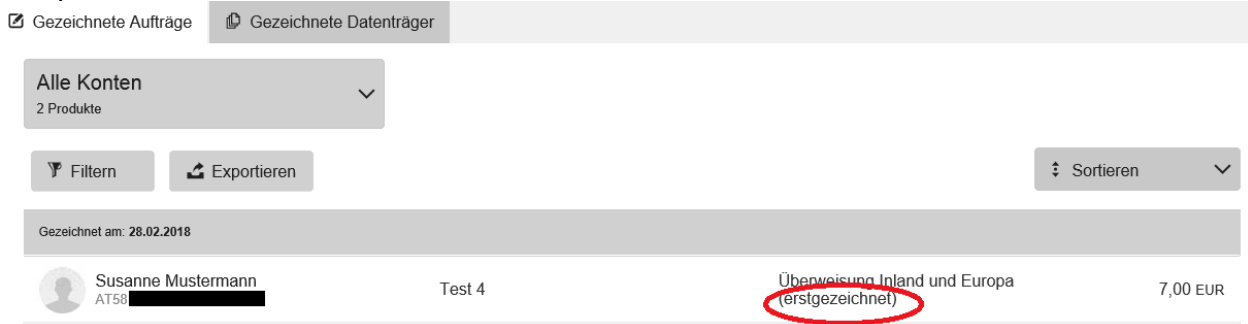 Gezeichnete Aufträge
Gezeichnete Datenträger
Alle Konten
2 Produkte
Filtern
Exportieren
Sortieren
Gezeichnet am: 28.02.2018
Susanne Mustermann
AT58
Test 4
Überweisung Inland und Europa
(erstgezeichnet)
7,00 EUR